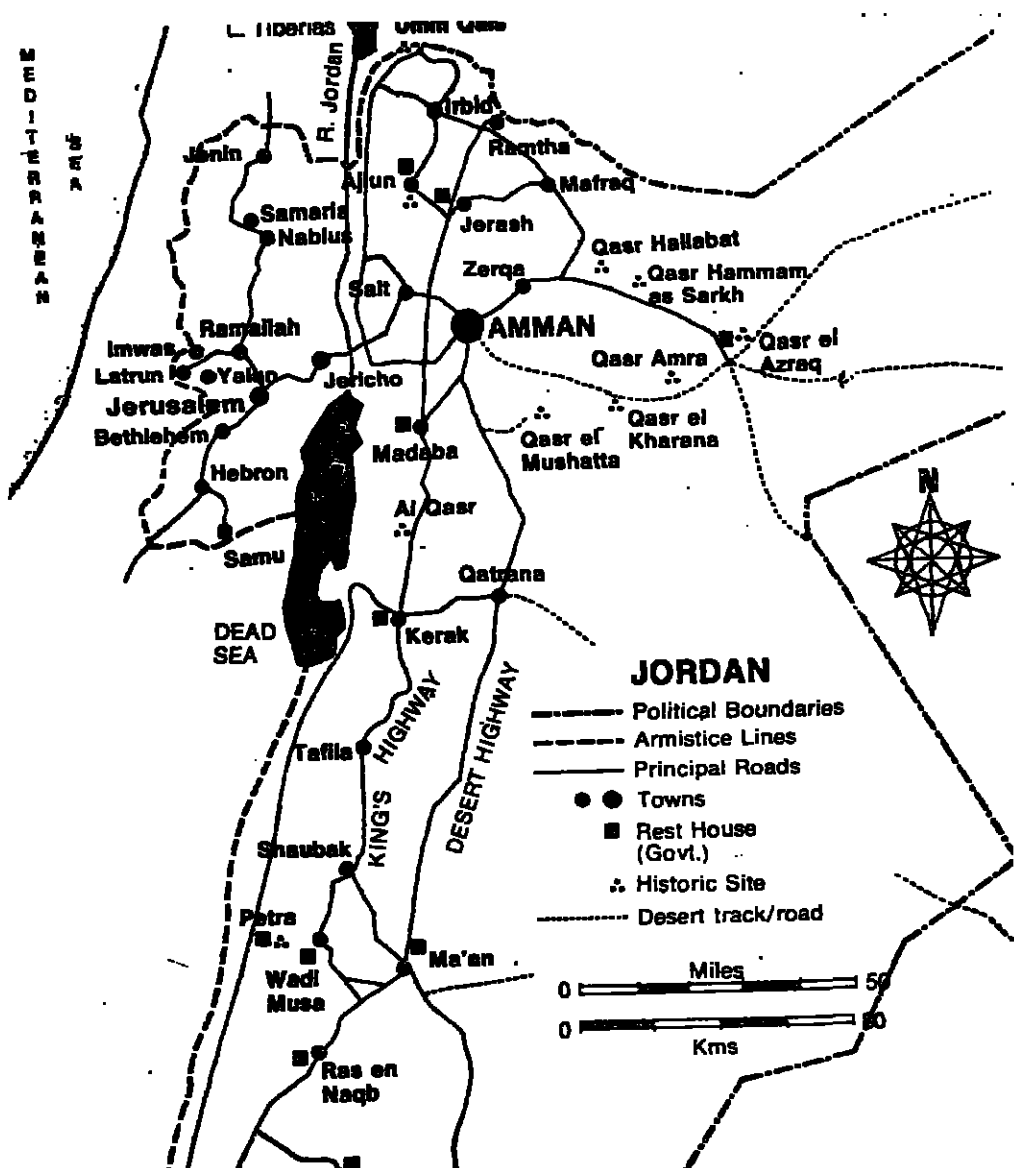 L. Tiberias
Umm Qais
MEDITERRANEAN
SEA
R. Jordan
Irbid
Ramtha
Jenin
Ajlun
Mafraq
Samaria
Jerash
Nablus
Qasr Hallabat
Zerqa
Qasr Hammam
as Sarkh
Salt
AMMAN
Ramallah
Imwas
Qasr el
Azraq
Qasr Amra
Latrun
Yalao
Jericho
Jerusalem
Qasr el
Kharana
Bethlehem
Qasr el
Mushatta
Madaba
Hebron
N
Al Qasr
Samu
Qatrana
DEAD
SEA
Kerak
JORDAN
Political Boundaries
Armistice Lines
Principal Roads
Towns
Rest House
(Govt.)
Historic Site
Desert track/road
KING'S HIGHWAY
DESERT HIGHWAY
Tafila
Shaubak
Petra
Wadi
Musa
Ma'an
Miles
0 50
0 80
Kms
Ras en
Naqb